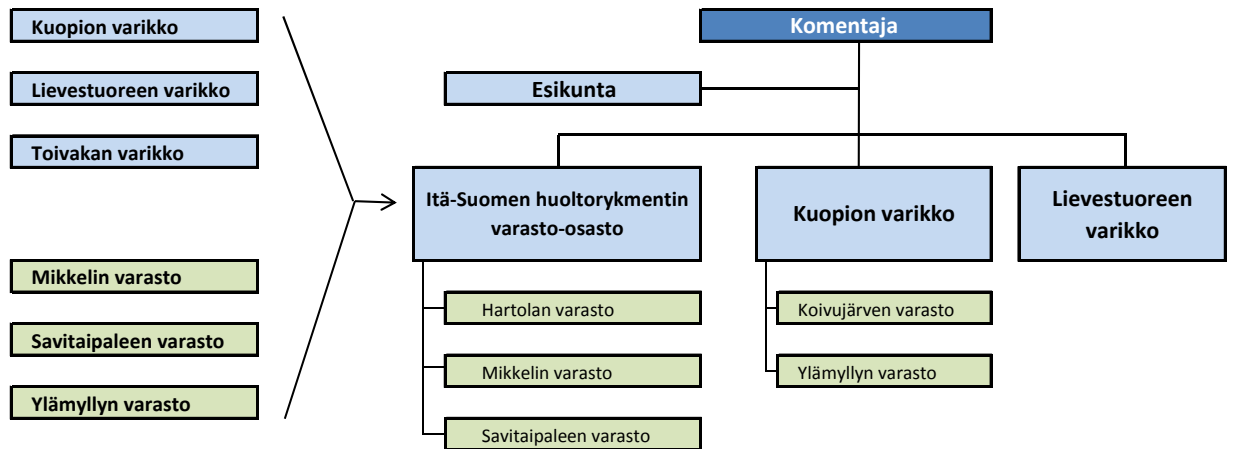 Kuopion varikko
Lievestuoreen varikko
Toivakan varikko
Mikkelin varasto
Savitaipaleen varasto
Ylämyllyn varasto
Komentaja
Esikunta
Itä-Suomen huoltorykmentin
varasto-osasto
Hartolan varasto
Mikkelin varasto
Savitaipaleen varasto
Kuopion varikko
Koivujärven varasto
Ylämyllyn varasto
Lievestuoreen
varikko